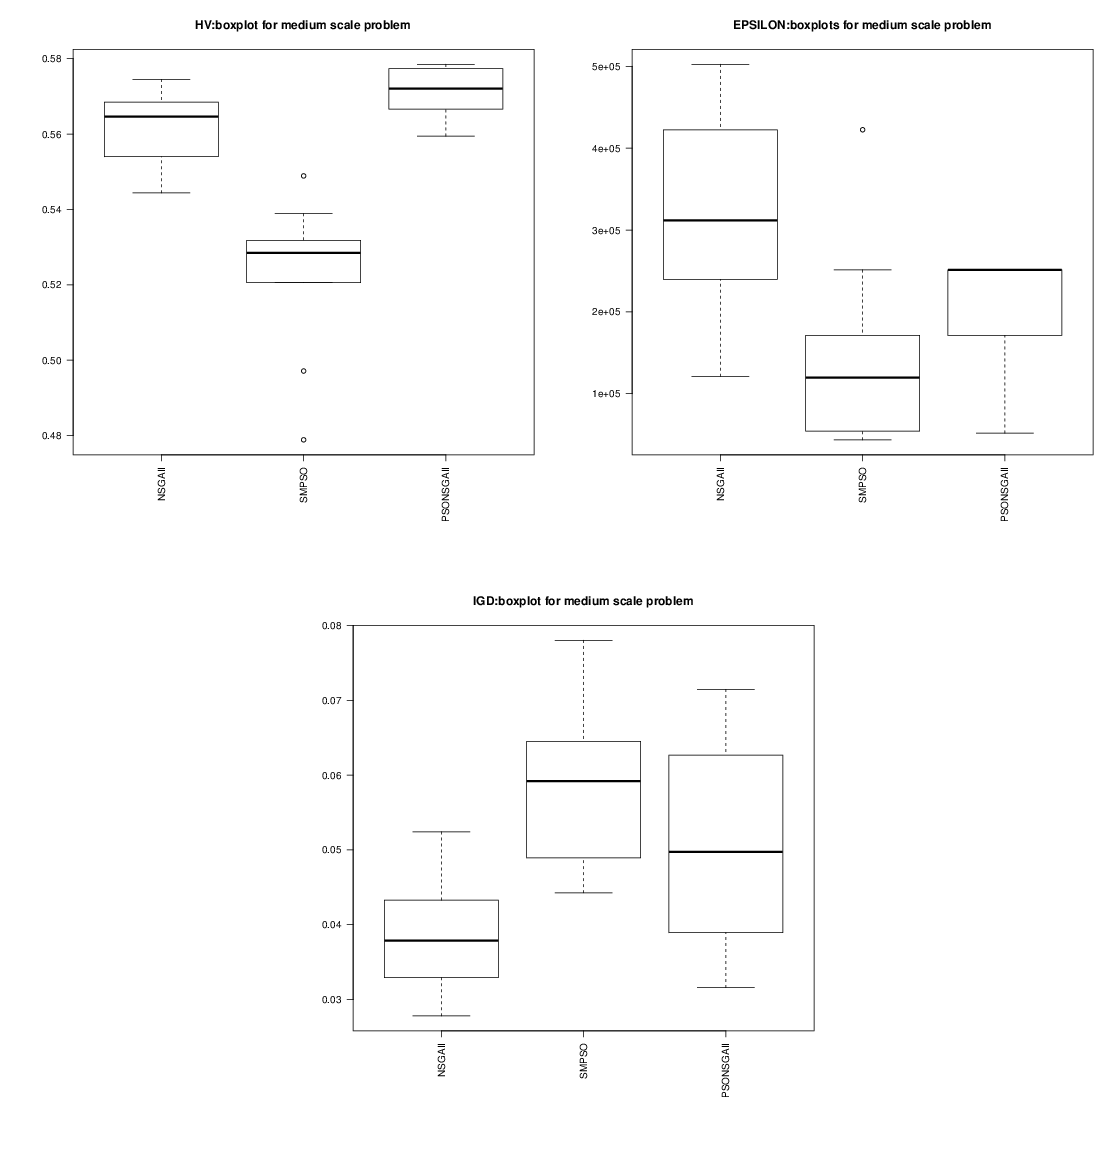 HV:boxplot for medium scale problem
0.58
0.56
0.54
0.52
0.50
0.48
NSGAII
SMPSO
PSONSGAII
EPSILON:boxplots for medium scale problem
5e+05
4e+05
3e+05
2e+05
1e+05
NSGAII
SMPSO
PSONSGAII
IGD:boxplot for medium scale problem
0.08
0.07
0.06
0.05
0.04
0.03
NSGAII
SMPSO
PSONSGAII